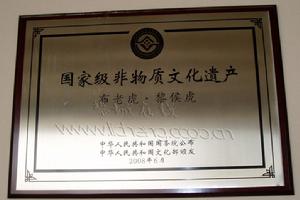 国家级非物质文化遗产
布老虎·黎侯虎
中华人民共和国国务院公布
中华人民共和国文化部颁发
2008年6月